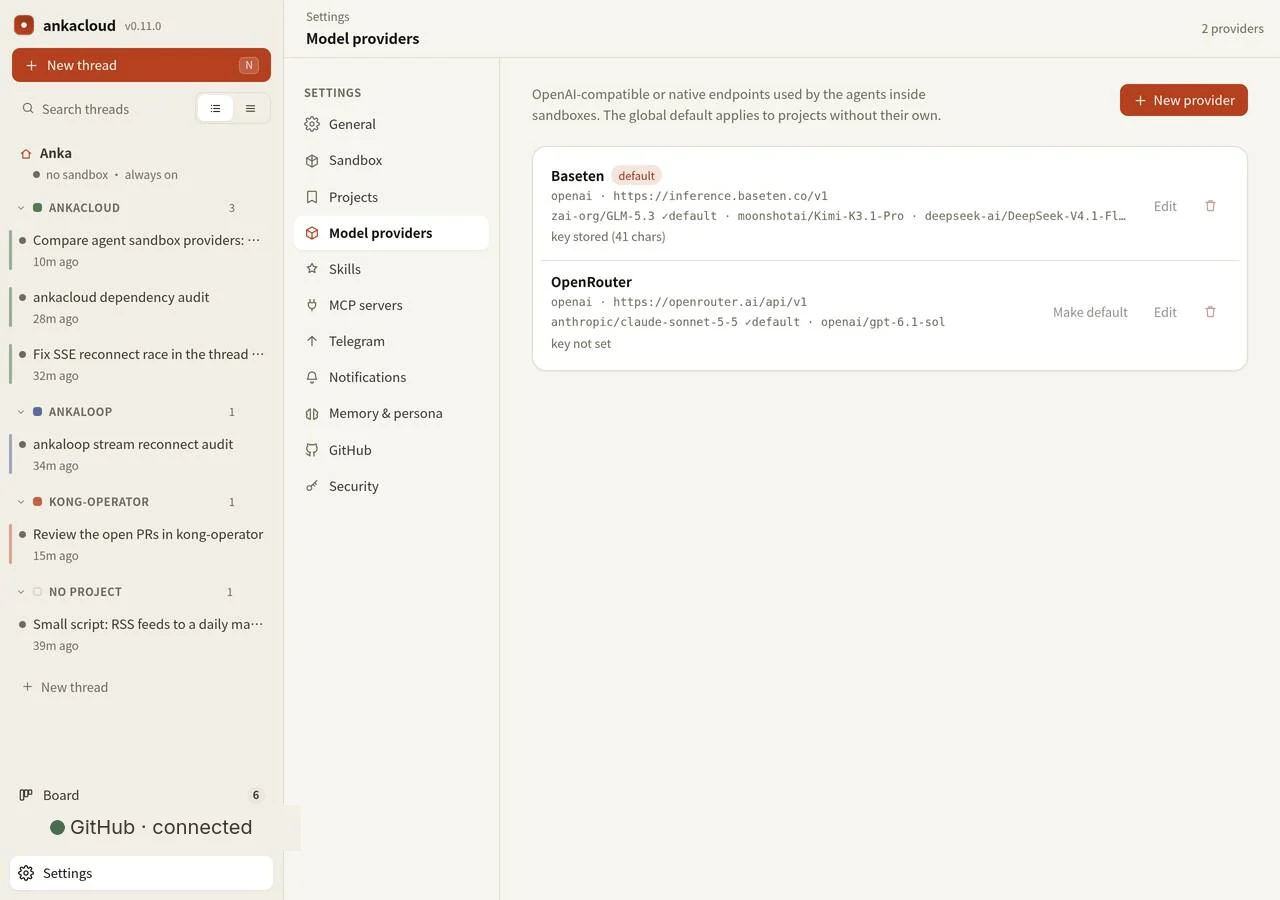 ankacloud v0.11.0
+ New thread N
Search threads
Anka
no sandbox · always on
ANKACLOUD 3
Compare agent sandbox providers: ···
10m ago
ankacloud dependency audit
28m ago
Fix SSE reconnect race in the thread ···
32m ago
ANKALOOP 1
ankaloop stream reconnect audit
34m ago
KONG-OPERATOR 1
Review the open PRs in kong-operator
15m ago
NO PROJECT 1
Small script: RSS feeds to a daily ma···
39m ago
+ New thread
Board 6
GitHub · connected
Settings
Settings
Model providers
2 providers
SETTINGS
General
Sandbox
Projects
Model providers
Skills
MCP servers
Telegram
Notifications
Memory & persona
GitHub
Security
OpenAI-compatible or native endpoints used by the agents inside
sandboxes. The global default applies to projects without their own.
+ New provider
Baseten default
openai · https://inference.baseten.co/v1
zai-org/GLM-5.3 ✓default · moonshotai/Kimi-K3.1-Pro · deepseek-ai/DeepSeek-V4.1-Fl…
key stored (41 chars)
Edit
OpenRouter
openai · https://openrouter.ai/api/v1
anthropic/claude-sonnet-5-5 ✓default · openai/gpt-6.1-sol
key not set
Make default Edit